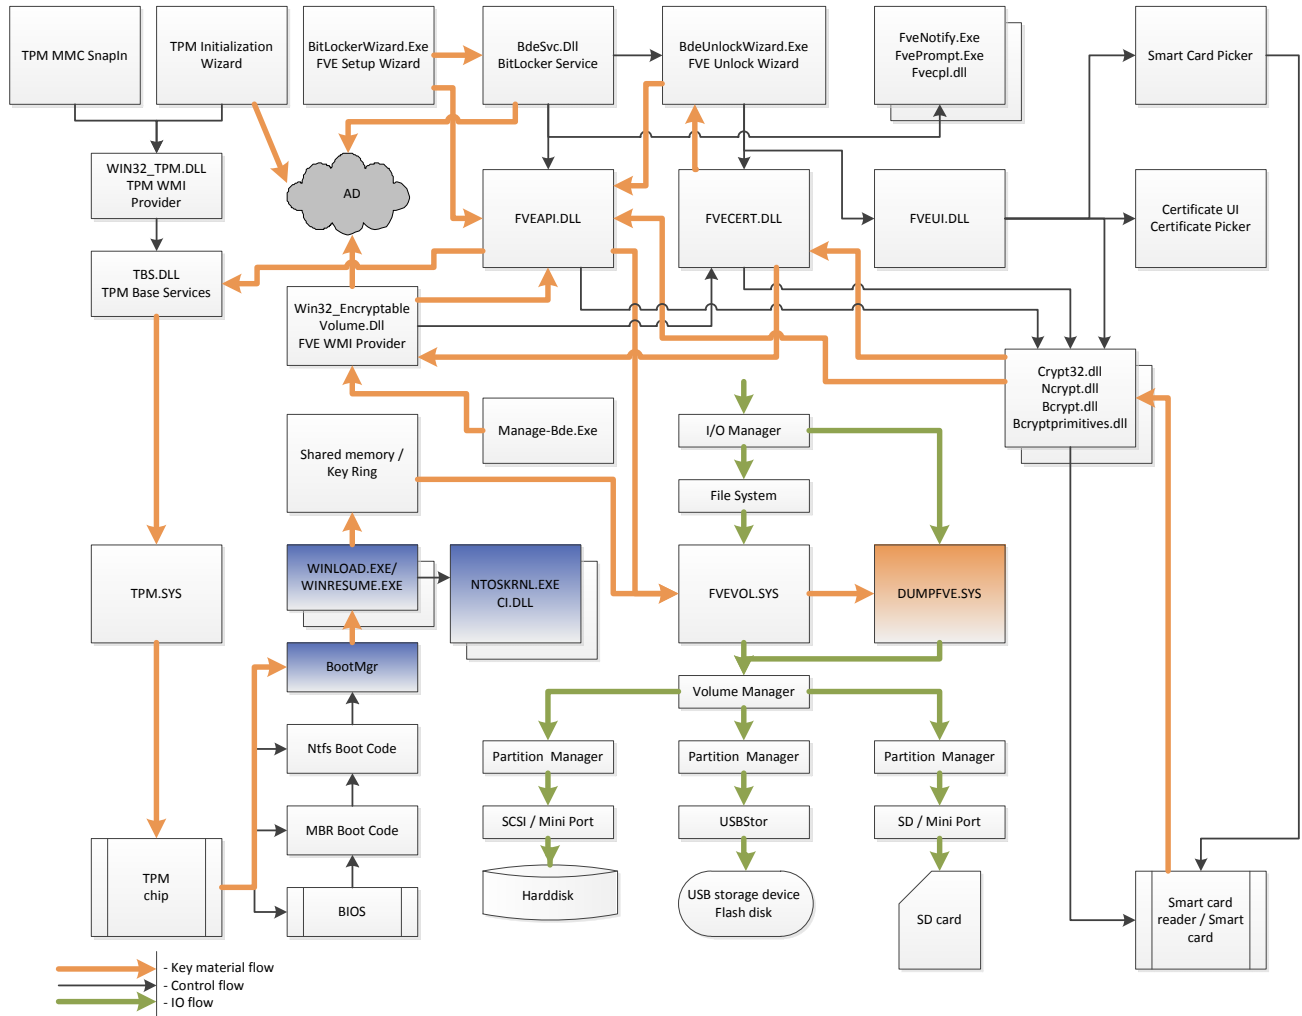 TPM MMC SnapIn
TPM Initialization
Wizard
BitLockerWizard.Exe
FVE Setup Wizard
BdeSvc.Dll
BitLocker Service
BdeUnlockWizard.Exe
FVE Unlock Wizard
FveNotify.Exe
FvePrompt.Exe
Fvecpl.dll
Smart Card Picker
WIN32_TPM.DLL
TPM WMI
Provider
AD
FVEAPI.DLL
FVECERT.DLL
FVEUI.DLL
Certificate UI
Certificate Picker
TBS.DLL
TPM Base Services
Win32_Encryptable
Volume.Dll
FVE WMI Provider
Crypt32.dll
Ncrypt.dll
Bcrypt.dll
Bcryptprimitives.dll
Manage-Bde.Exe
I/O Manager
Shared memory /
Key Ring
File System
TPM.SYS
WINLOAD.EXE/
WINRESUME.EXE
NTOSKRNL.EXE
CI.DLL
FVEVOL.SYS
DUMPFVE.SYS
BootMgr
Volume Manager
Ntfs Boot Code
Partition Manager
Partition Manager
Partition Manager
MBR Boot Code
SCSI / Mini Port
USBStor
SD / Mini Port
TPM
chip
BIOS
Harddisk
USB storage device
Flash disk
SD card
Smart card
reader / Smart
card
- Key material flow
- Control flow
- IO flow